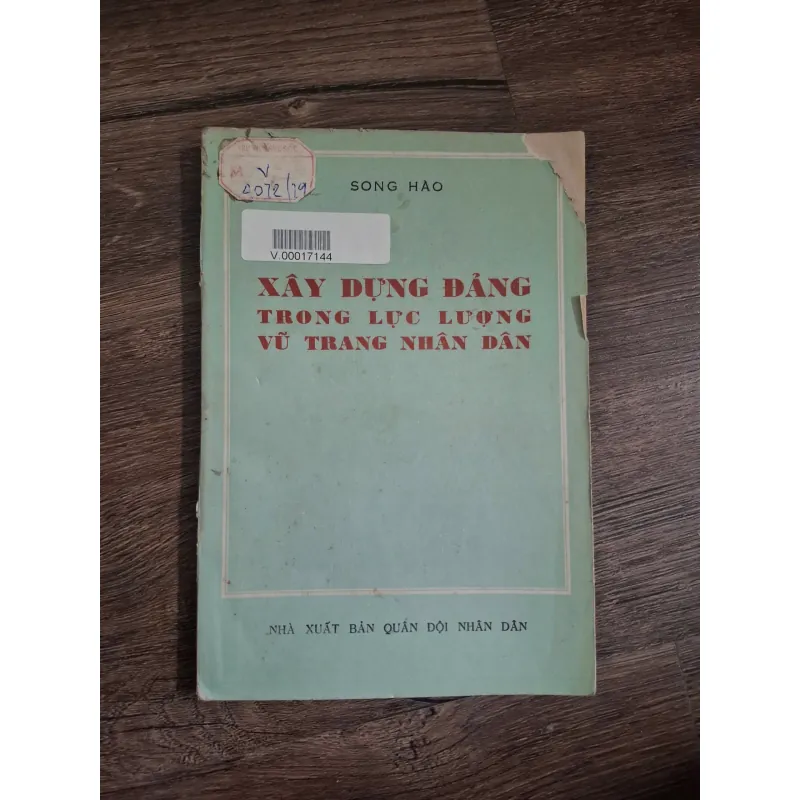 V
SONG HÀO
V.00017144
XÂY DỰNG ĐẢNG
TRONG LỰC LƯỢNG
VŨ TRANG NHÂN DÂN
NHÀ XUẤT BẢN QUÂN ĐỘI NHÂN DÂN